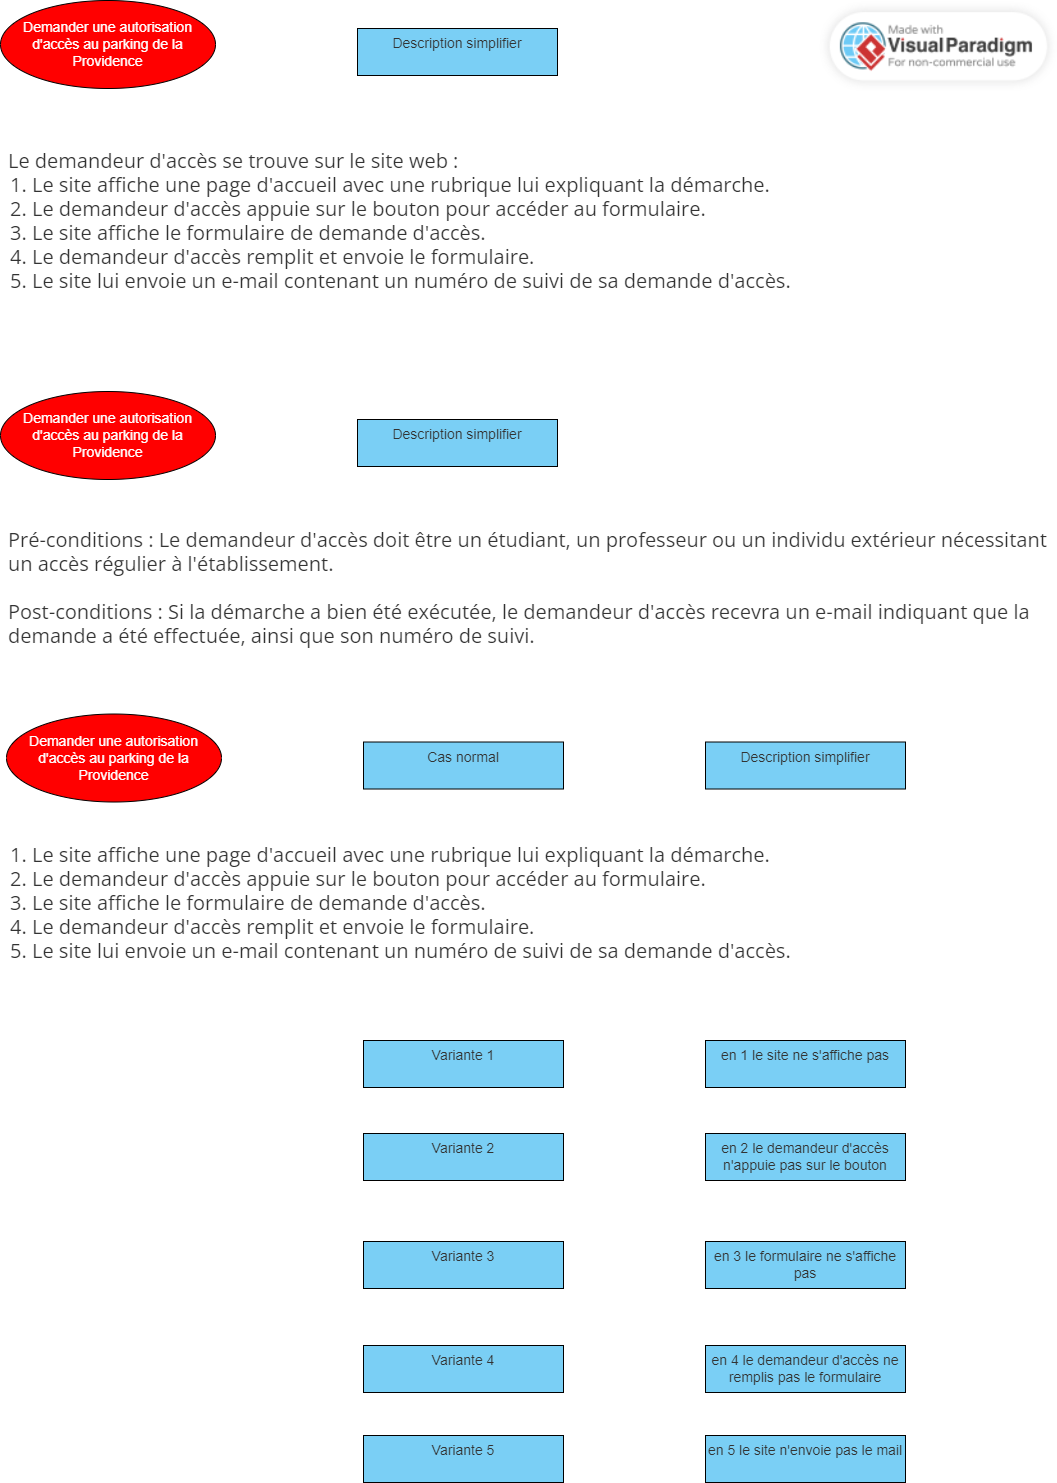 Demander une autorisation
d'accès au parking de la
Providence
Description simplifier
Made with
Visual Paradigm
For non-commercial use
Le demandeur d'accès se trouve sur le site web :
1. Le site affiche une page d'accueil avec une rubrique lui expliquant la démarche.
2. Le demandeur d'accès appuie sur le bouton pour accéder au formulaire.
3. Le site affiche le formulaire de demande d'accès.
4. Le demandeur d'accès remplit et envoie le formulaire.
5. Le site lui envoie un e-mail contenant un numéro de suivi de sa demande d'accès.
Demander une autorisation
d'accès au parking de la
Providence
Description simplifier
Pré-conditions : Le demandeur d'accès doit être un étudiant, un professeur ou un individu extérieur nécessitant
un accès régulier à l'établissement.
Post-conditions : Si la démarche a bien été exécutée, le demandeur d'accès recevra un e-mail indiquant que la
demande a été effectuée, ainsi que son numéro de suivi.
Demander une autorisation
d'accès au parking de la
Providence
Cas normal
Description simplifier
1. Le site affiche une page d'accueil avec une rubrique lui expliquant la démarche.
2. Le demandeur d'accès appuie sur le bouton pour accéder au formulaire.
3. Le site affiche le formulaire de demande d'accès.
4. Le demandeur d'accès remplit et envoie le formulaire.
5. Le site lui envoie un e-mail contenant un numéro de suivi de sa demande d'accès.
Variante 1
en 1 le site ne s'affiche pas
Variante 2
en 2 le demandeur d'accès
n'appuie pas sur le bouton
Variante 3
en 3 le formulaire ne s'affiche
pas
Variante 4
en 4 le demandeur d'accès ne
remplis pas le formulaire
Variante 5
en 5 le site n'envoie pas le mail